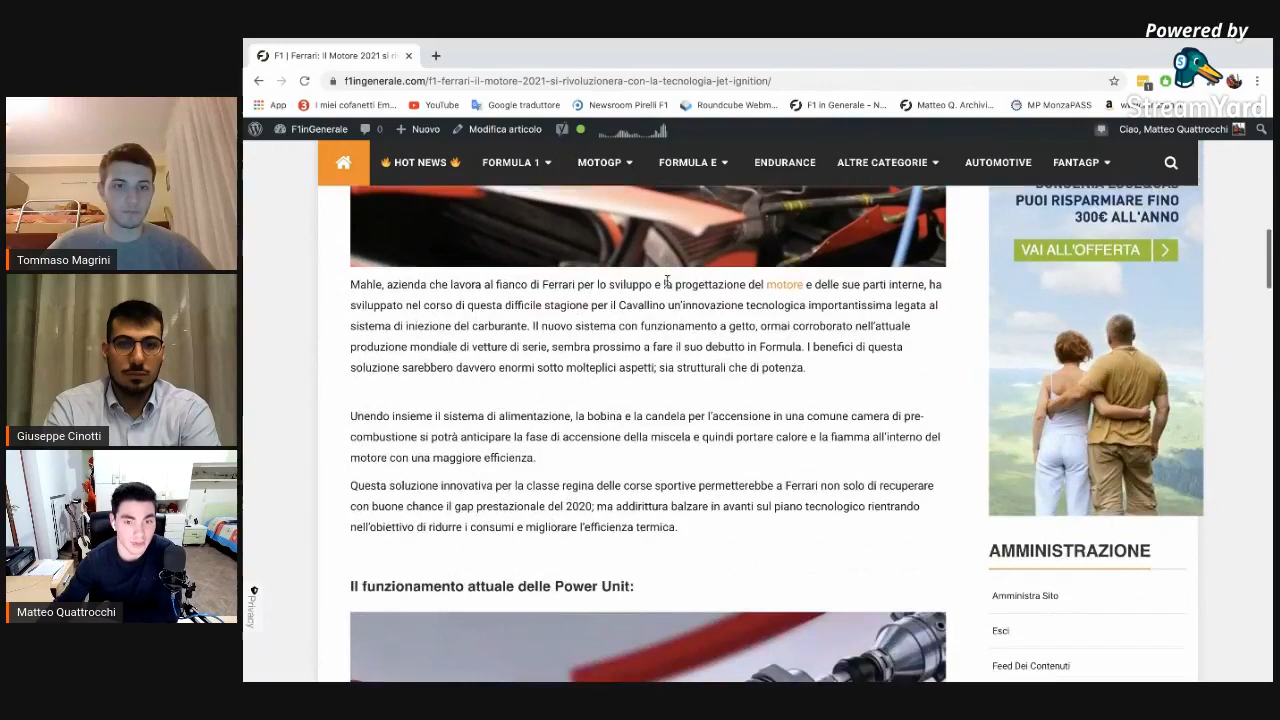 Powered by
StreamYard
F1 | Ferrari: Il Motore 2021 si ri
f1ingenerale.com/f1-ferrari-il-motore-2021-si-rivoluzionera-con-la-tecnologia-jet-ignition/
App I miei cofanetti Em... YouTube Google traduttore Newsroom Pirelli F1 Roundcube Webm... F1 in Generale – N... Matteo Q. Archivi... MP MonzaPASS
F1inGenerale 0 Nuovo Modifica articolo Ciao, Matteo Quattrocchi
HOT NEWS FORMULA 1 MOTOGP FORMULA E ENDURANCE ALTRE CATEGORIE AUTOMOTIVE FANTAGP
PUOI RISPARMIARE FINO
300€ ALL'ANNO
VAI ALL'OFFERTA
Tommaso Magrini
Giuseppe Cinotti
Matteo Quattrocchi
Mahle, azienda che lavora al fianco di Ferrari per lo sviluppo e la progettazione del motore e delle sue parti interne, ha
sviluppato nel corso di questa difficile stagione per il Cavallino un'innovazione tecnologica importantissima legata al
sistema di iniezione del carburante. Il nuovo sistema con funzionamento a getto, ormai corroborato nell'attuale
produzione mondiale di vetture di serie, sembra prossimo a fare il suo debutto in Formula. I benefici di questa
soluzione sarebbero davvero enormi sotto molteplici aspetti; sia strutturali che di potenza.
Unendo insieme il sistema di alimentazione, la bobina e la candela per l'accensione in una comune camera di pre-
combustione si potrà anticipare la fase di accensione della miscela e quindi portare calore e la fiamma all'interno del
motore con una maggiore efficienza.
Questa soluzione innovativa per la classe regina delle corse sportive permetterebbe a Ferrari non solo di recuperare
con buone chance il gap prestazionale del 2020; ma addirittura balzare in avanti sul piano tecnologico rientrando
nell'obiettivo di ridurre i consumi e migliorare l'efficienza termica.
Il funzionamento attuale delle Power Unit:
AMMINISTRAZIONE
Amministra Sito
Esci
Feed Dei Contenuti
Privacy